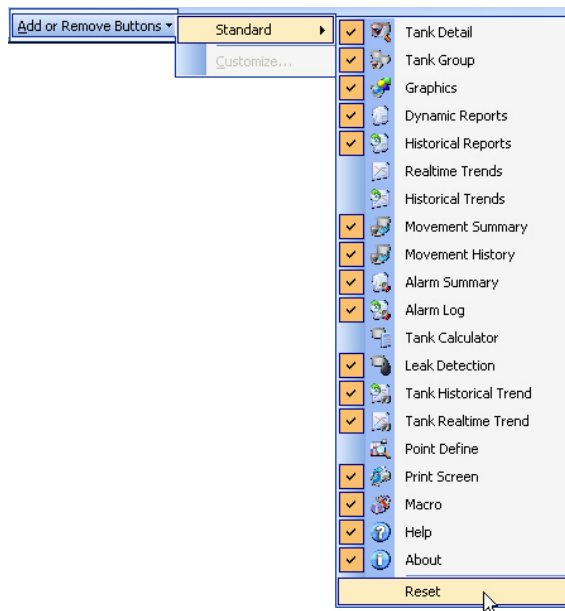 Add or Remove Buttons
Standard
Customize...
Tank Detail
Tank Group
Graphics
Dynamic Reports
Historical Reports
Realtime Trends
Historical Trends
Movement Summary
Movement History
Alarm Summary
Alarm Log
Tank Calculator
Leak Detection
Tank Historical Trend
Tank Realtime Trend
Point Define
Print Screen
Macro
Help
About
Reset